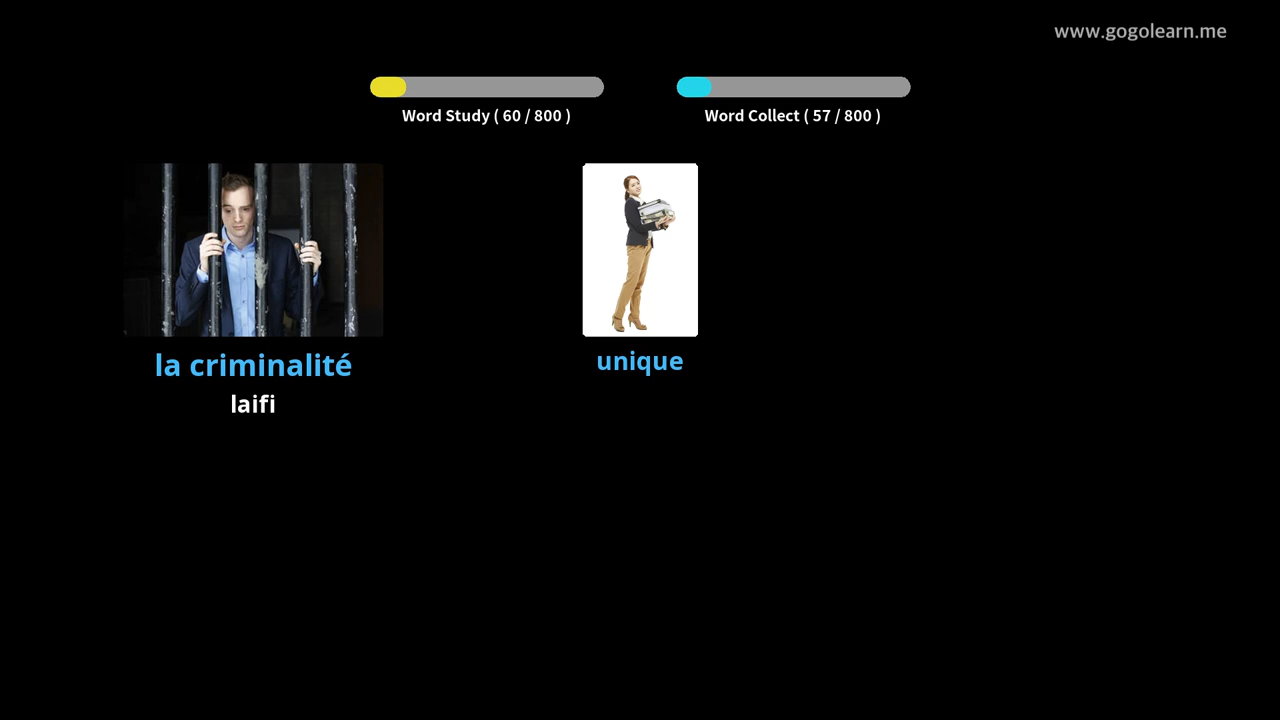 www.gogolearn.me
Word Study ( 60 / 800 )
Word Collect ( 57 / 800 )
la criminalité
laifi
unique